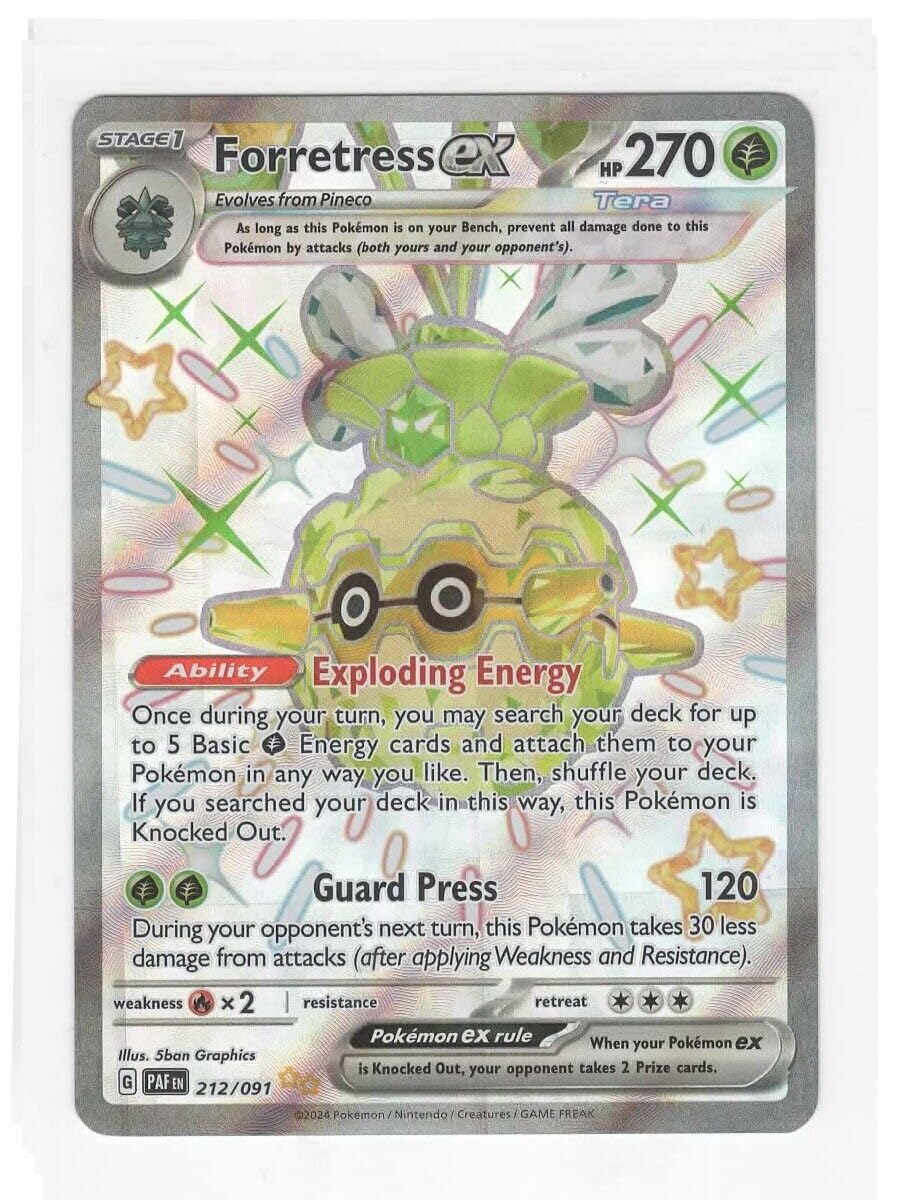 STAGE1
Forretress ex
HP 270
Evolves from Pineco
Tera
As long as this Pokémon is on your Bench, prevent all damage done to this
Pokémon by attacks (both yours and your opponent's).
Ability Exploding Energy
Once during your turn, you may search your deck for up
to 5 Basic Energy cards and attach them to your
Pokémon in any way you like. Then, shuffle your deck.
If you searched your deck in this way, this Pokémon is
Knocked Out.
Guard Press 120
During your opponent's next turn, this Pokémon takes 30 less
damage from attacks (after applying Weakness and Resistance).
weakness ×2 resistance retreat
Pokémon ex rule
When your Pokémon ex
is Knocked Out, your opponent takes 2 Prize cards.
Illus. 5ban Graphics
G PAF EN 212/091
©2024 Pokémon / Nintendo / Creatures / GAME FREAK